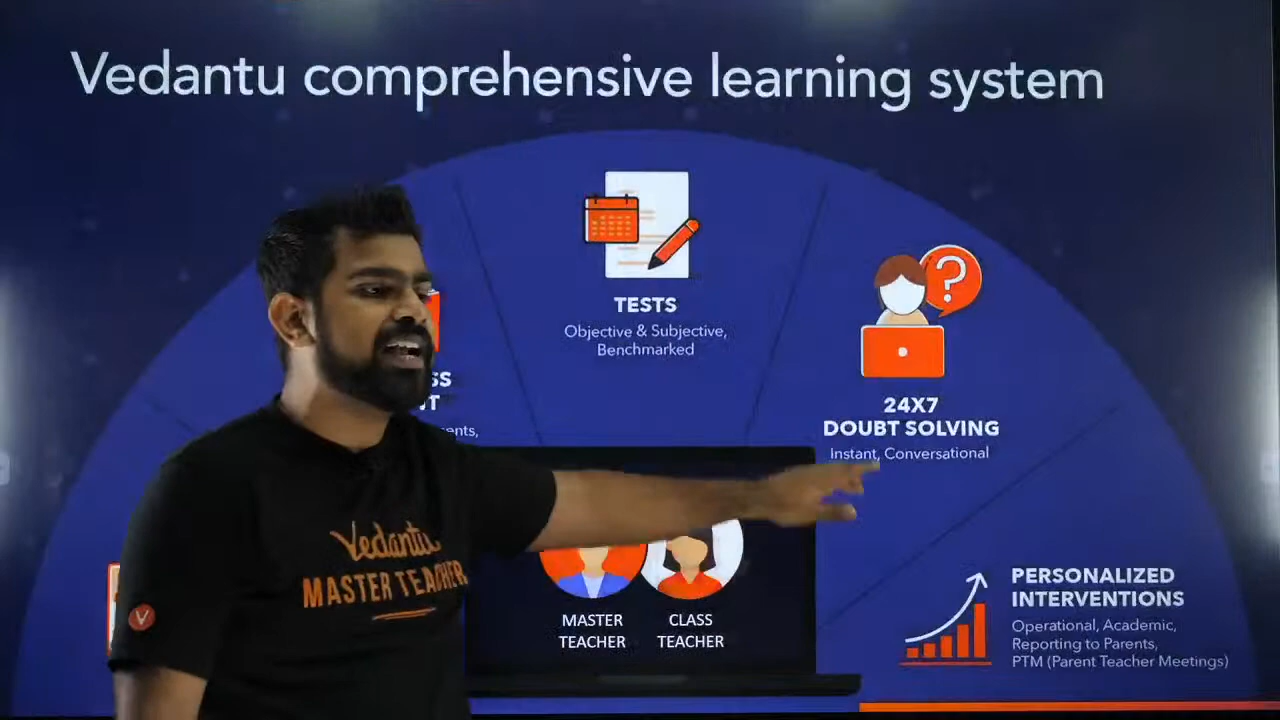 Vedantu comprehensive learning system
TESTS
Objective & Subjective,
Benchmarked
24X7
DOUBT SOLVING
Instant, Conversational
PERSONALIZED
INTERVENTIONS
Operational, Academic,
Reporting to Parents,
PTM (Parent Teacher Meetings)
MASTER
TEACHER
CLASS
TEACHER
Vedantu
MASTER TEACHER
V